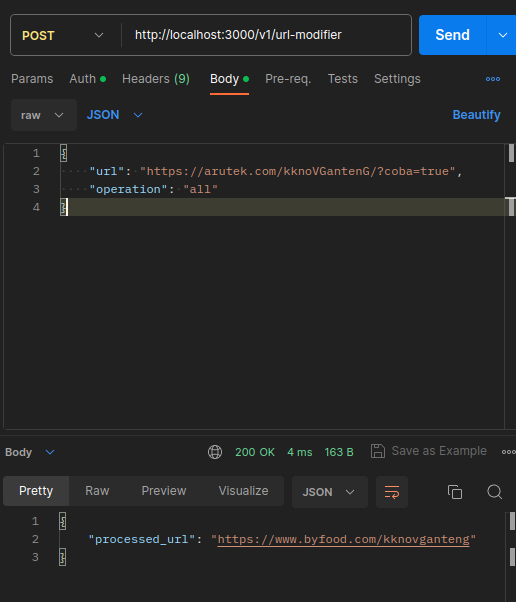 POST http://localhost:3000/v1/url-modifier Send
Params Auth Headers (9) Body Pre-req. Tests Settings
raw JSON Beautify
1 {
2 "url": "https://arutek.com/kknoVGantenG/?coba=true",
3 "operation": "all"
4 }
Body 200 OK 4 ms 163 B Save as Example
Pretty Raw Preview Visualize JSON
1 {
2 "processed_url": "https://www.byfood.com/kknovganteng"
3 }